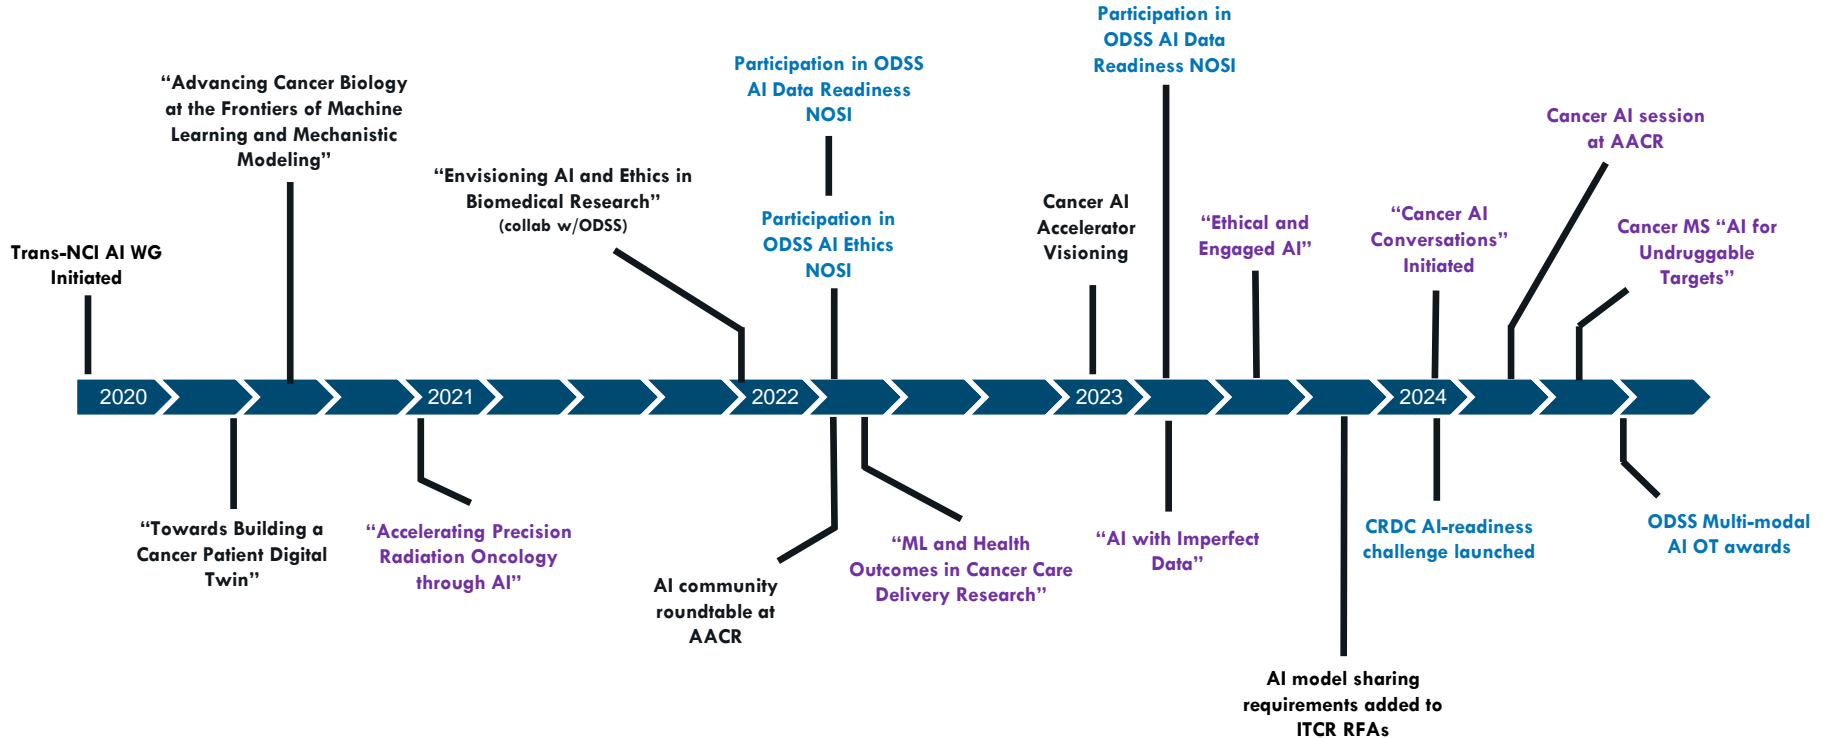 Participation in
ODSS AI Data
Readiness NOSI
“Advancing Cancer Biology
at the Frontiers of Machine
Learning and Mechanistic
Modeling”
Participation in ODSS
AI Data Readiness
NOSI
Cancer AI session
at AACR
“Envisioning AI and Ethics in
Biomedical Research”
(collab w/ODSS)
Participation in
ODSS AI Ethics
NOSI
Cancer AI
Accelerator
Visioning
“Ethical and
Engaged AI”
“Cancer AI
Conversations”
Initiated
Cancer MS “AI for
Undruggable
Targets”
Trans-NCI AI WG
Initiated
2020
2021
2022
2023
2024
“Towards Building a
Cancer Patient Digital
Twin”
“Accelerating Precision
Radiation Oncology
through AI”
AI community
roundtable at
AACR
“ML and Health
Outcomes in Cancer Care
Delivery Research”
“AI with Imperfect
Data”
CRDC AI-readiness
challenge launched
ODSS Multi-modal
AI OT awards
AI model sharing
requirements added to
ITCR RFAs